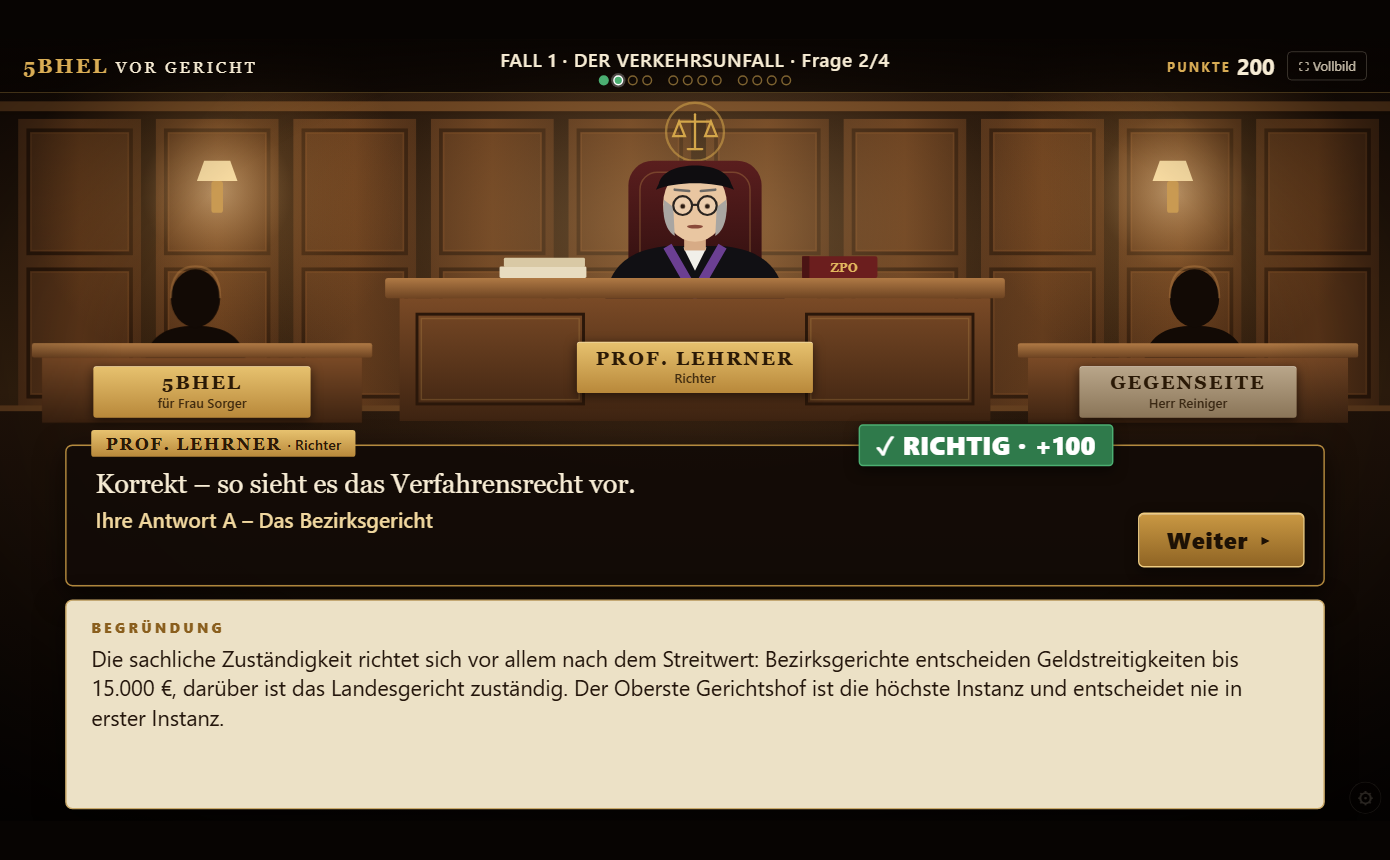 5BHEL VOR GERICHT
FALL 1 · DER VERKEHRSUNFALL · Frage 2/4
PUNKTE 200
Vollbild
ZPO
PROF. LEHRNER
Richter
5BHEL
für Frau Sorger
GEGENSEITE
Herr Reiniger
PROF. LEHRNER · Richter
✓ RICHTIG · +100
Korrekt – so sieht es das Verfahrensrecht vor.
Ihre Antwort A – Das Bezirksgericht
Weiter ▸
BEGRÜNDUNG
Die sachliche Zuständigkeit richtet sich vor allem nach dem Streitwert: Bezirksgerichte entscheiden Geldstreitigkeiten bis
15.000 €, darüber ist das Landesgericht zuständig. Der Oberste Gerichtshof ist die höchste Instanz und entscheidet nie in
erster Instanz.